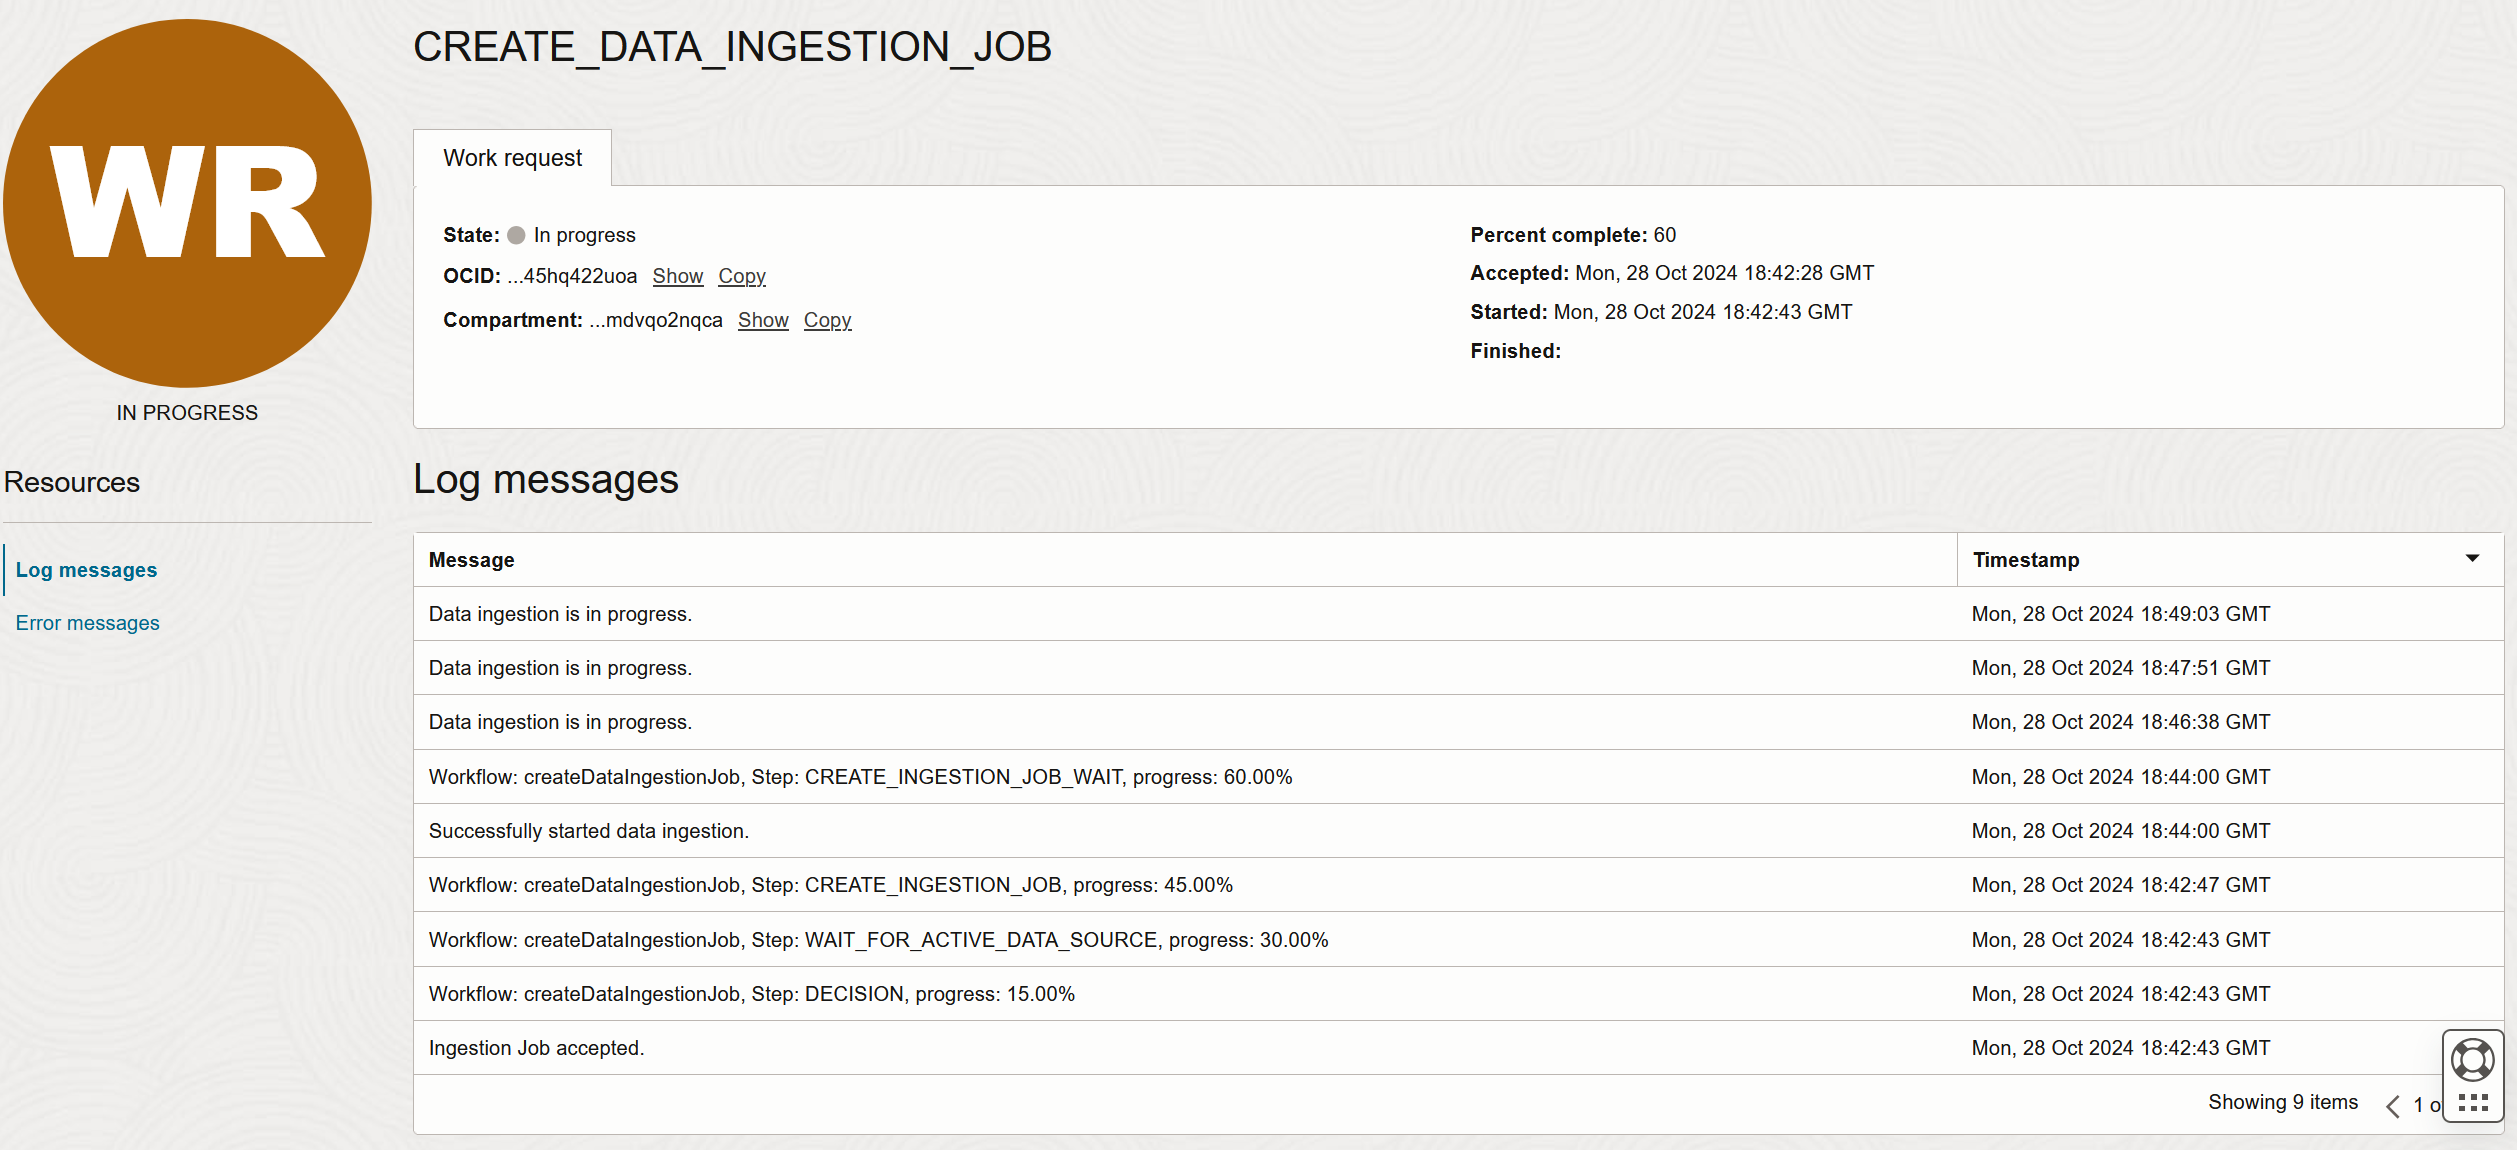 WR
IN PROGRESS
Resources
Log messages
Error messages
CREATE_DATA_INGESTION_JOB
Work request
State: In progress
OCID: ...45hq422uoa Show Copy
Compartment: ...mdvqo2nqca Show Copy
Percent complete: 60
Accepted: Mon, 28 Oct 2024 18:42:28 GMT
Started: Mon, 28 Oct 2024 18:42:43 GMT
Finished:
Log messages
Message Timestamp
Data ingestion is in progress. Mon, 28 Oct 2024 18:49:03 GMT
Data ingestion is in progress. Mon, 28 Oct 2024 18:47:51 GMT
Data ingestion is in progress. Mon, 28 Oct 2024 18:46:38 GMT
Workflow: createDataIngestionJob, Step: CREATE_INGESTION_JOB_WAIT, progress: 60.00% Mon, 28 Oct 2024 18:44:00 GMT
Successfully started data ingestion. Mon, 28 Oct 2024 18:44:00 GMT
Workflow: createDataIngestionJob, Step: CREATE_INGESTION_JOB, progress: 45.00% Mon, 28 Oct 2024 18:42:47 GMT
Workflow: createDataIngestionJob, Step: WAIT_FOR_ACTIVE_DATA_SOURCE, progress: 30.00% Mon, 28 Oct 2024 18:42:43 GMT
Workflow: createDataIngestionJob, Step: DECISION, progress: 15.00% Mon, 28 Oct 2024 18:42:43 GMT
Ingestion Job accepted. Mon, 28 Oct 2024 18:42:43 GMT
Showing 9 items 1